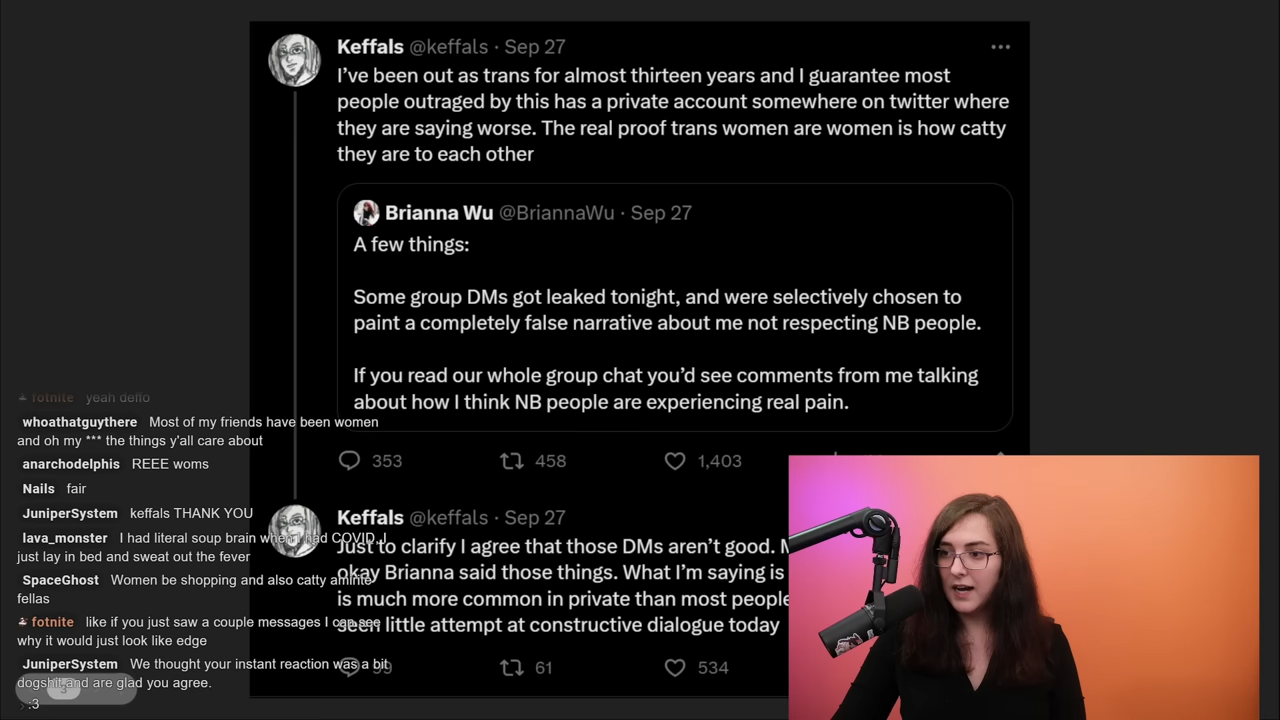 Keffals @keffals · Sep 27
I've been out as trans for almost thirteen years and I guarantee most
people outraged by this has a private account somewhere on twitter where
they are saying worse. The real proof trans women are women is how catty
they are to each other
Brianna Wu @BriannaWu · Sep 27
A few things:
Some group DMs got leaked tonight, and were selectively chosen to
paint a completely false narrative about me not respecting NB people.
If you read our whole group chat you'd see comments from me talking
about how I think NB people are experiencing real pain.
353 458 1,403
Keffals @keffals · Sep 27
Just to clarify I agree that those DMs aren't good.
okay Brianna said those things. What I'm saying is
is much more common in private than most people
seen little attempt at constructive dialogue today
99 61 534
fotnite yeah deffo
whoathatguythere Most of my friends have been women
and oh my *** the things y'all care about
anarchodelphis REEE woms
Nails fair
JuniperSystem keffals THANK YOU
lava_monster I had literal soup brain when I had COVID. I
just lay in bed and sweat out the fever
SpaceGhost Women be shopping and also catty amirite
fellas
fotnite like if you just saw a couple messages I can see
why it would just look like edge
JuniperSystem We thought your instant reaction was a bit
dogshit and are glad you agree.
3
:3